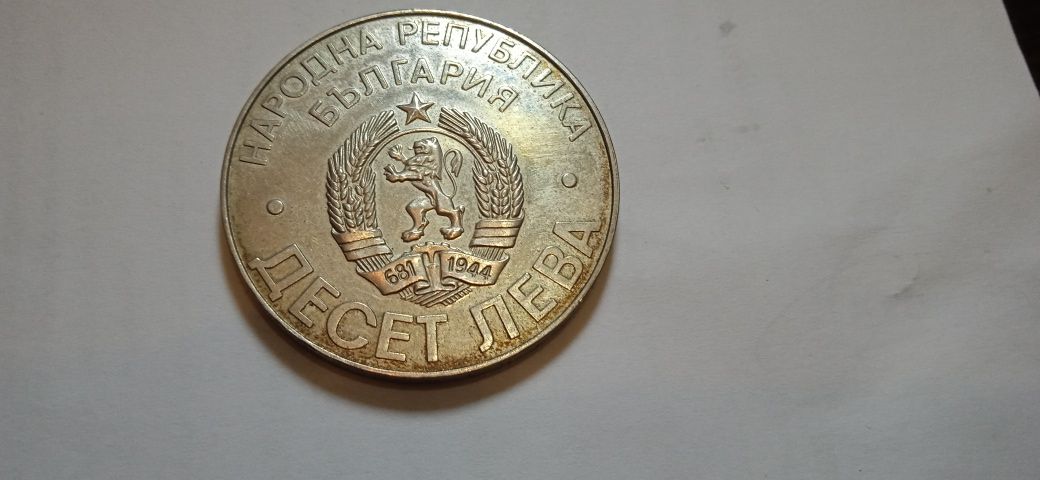 НАРОДНА РЕПУБЛИКА
БЪЛГАРИЯ
681 1944
ДЕСЕТ ЛЕВА